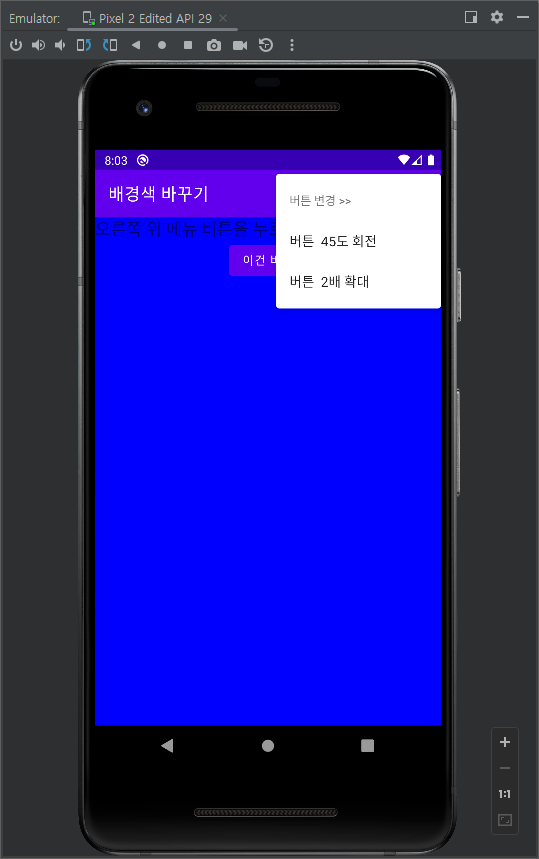 Emulator: Pixel 2 Edited API 29
8:03
배경색 바꾸기
버튼 변경 >>
오른쪽 위 메뉴 버튼을 누르
버튼 45도 회전
이건 버
버튼 2배 확대
1:1